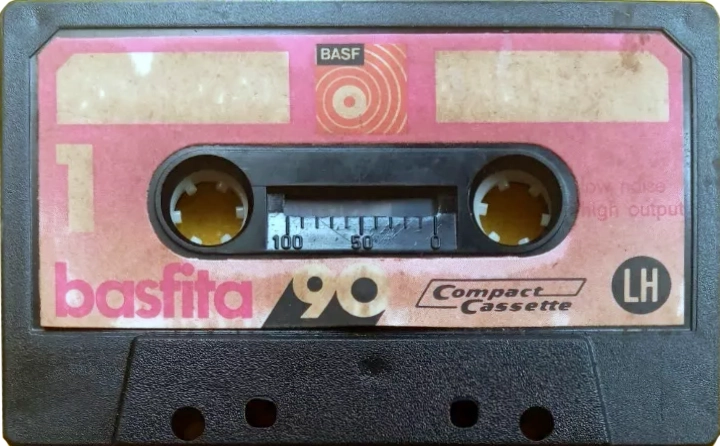 BASF
1
low noise
high output
100 50 0
basfita 90
Compact
Cassette
LH